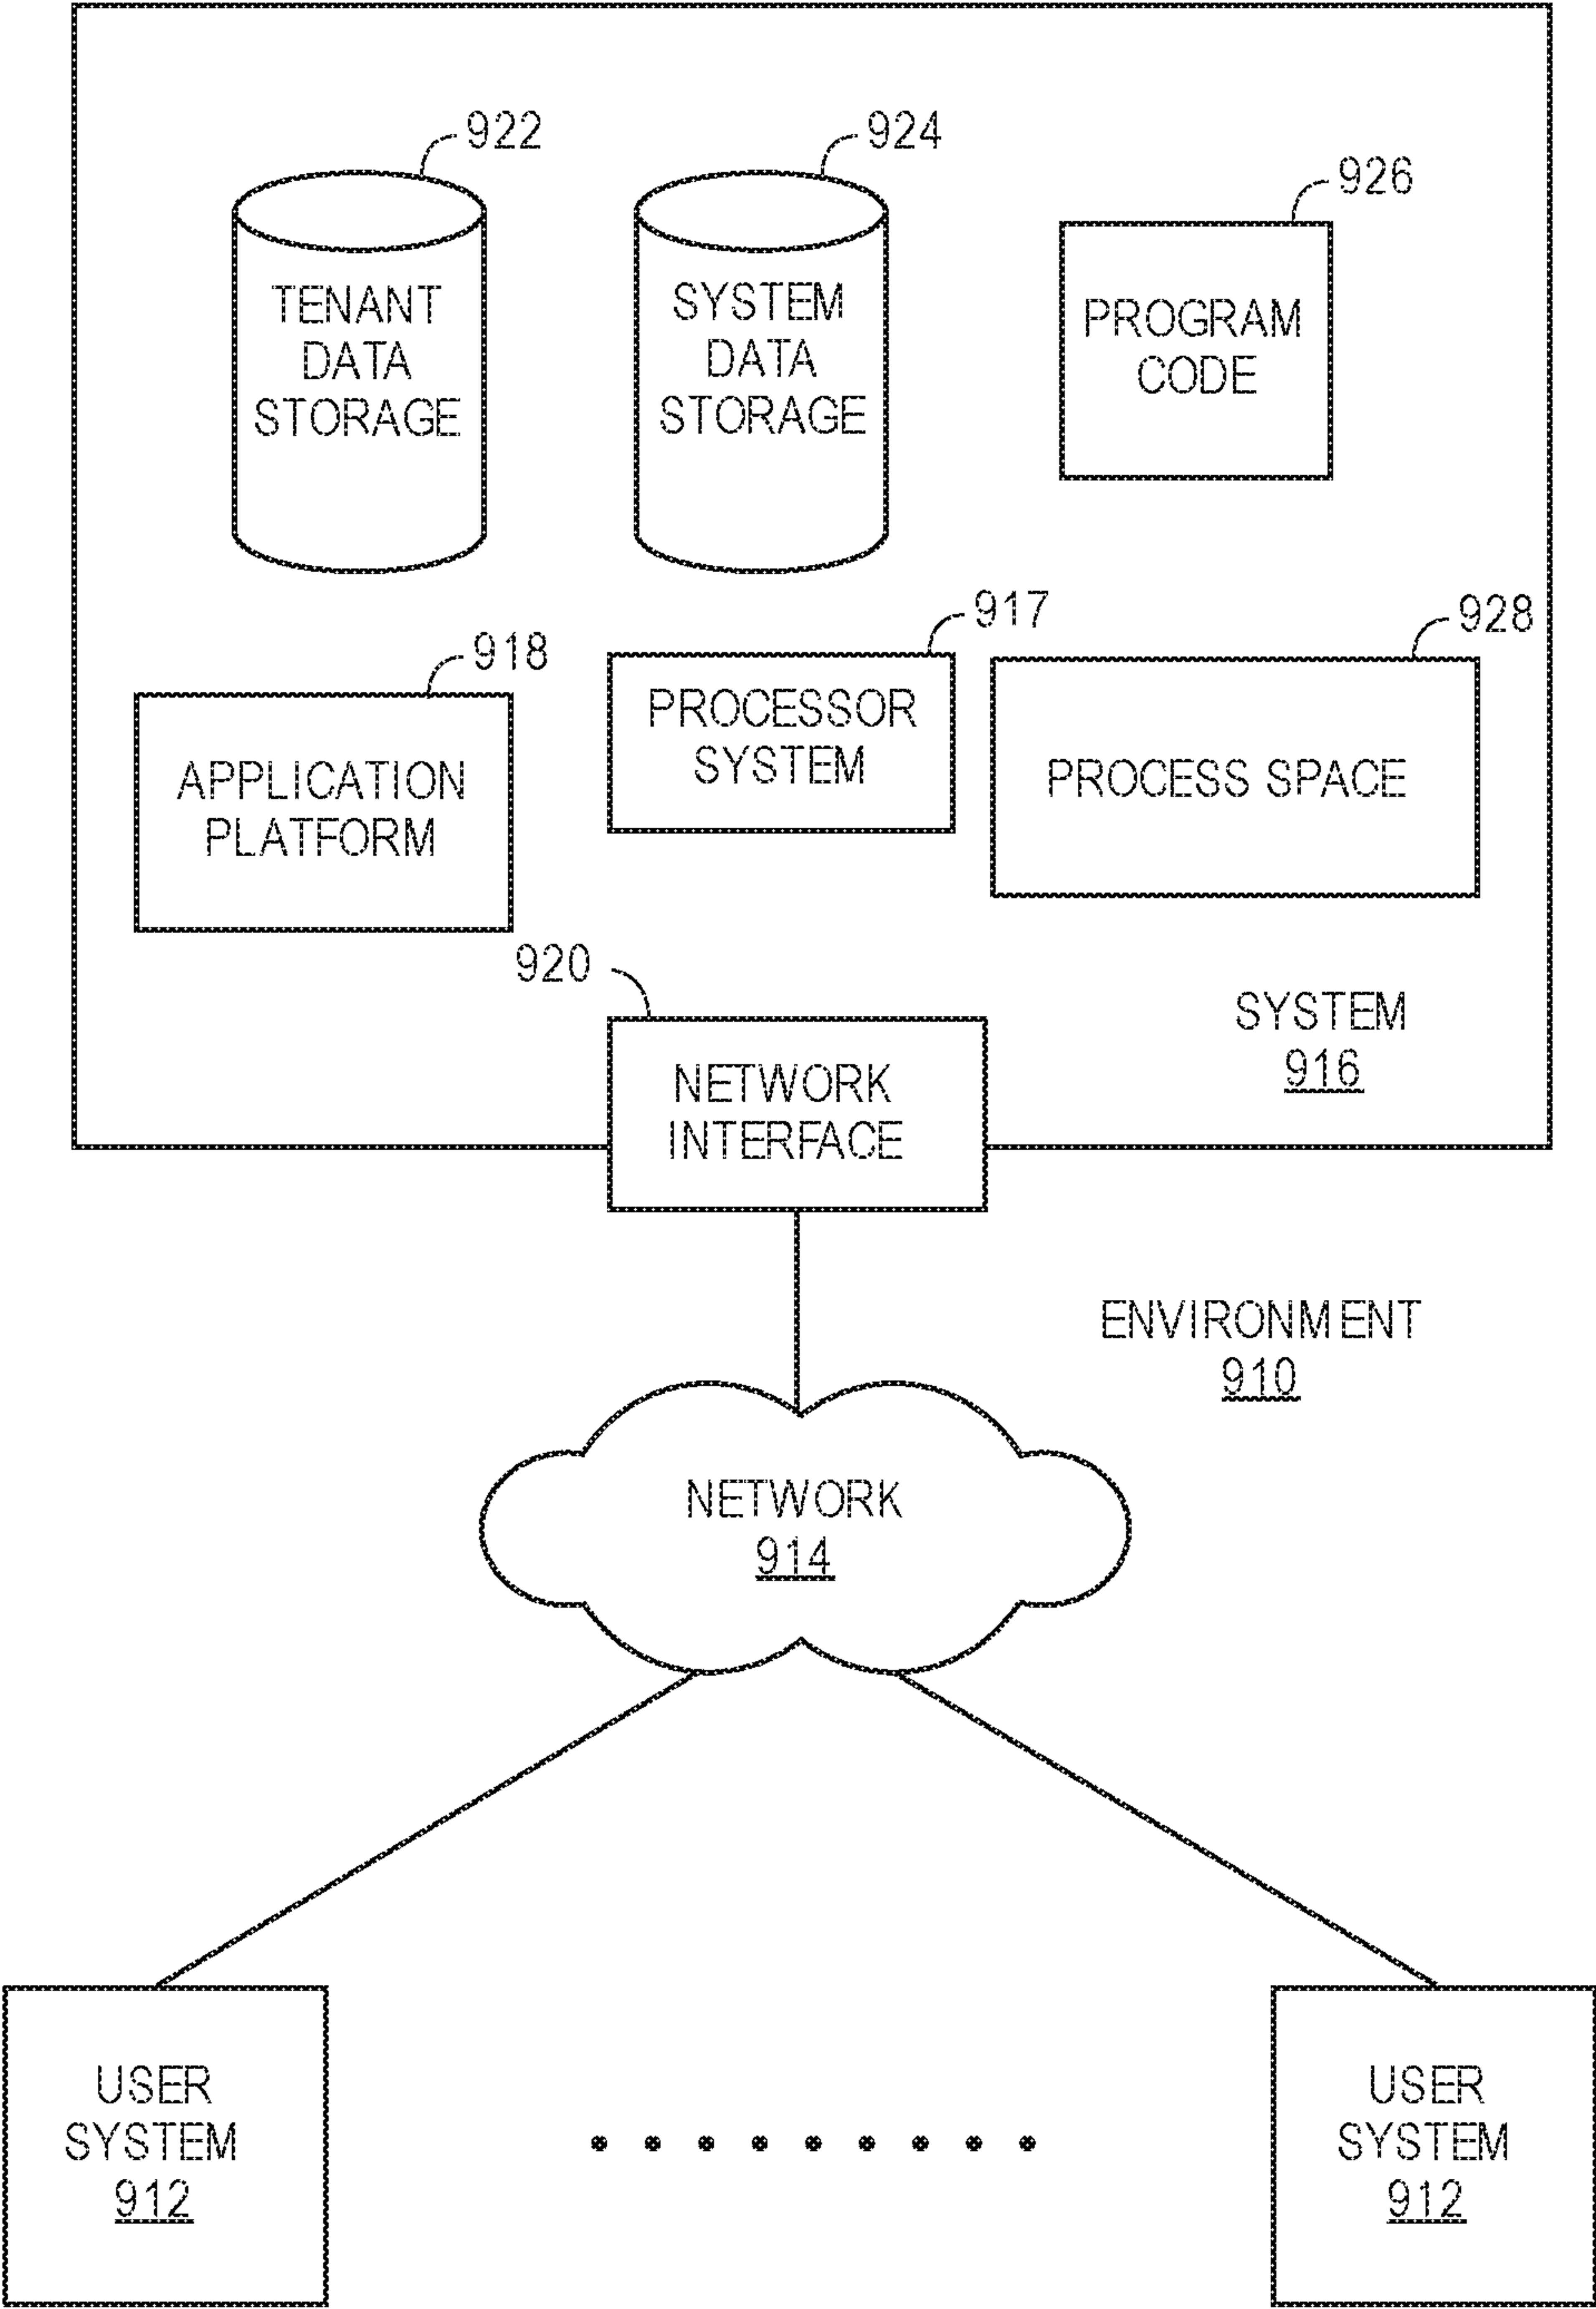 922
924
926
TENANT
DATA
STORAGE
SYSTEM
DATA
STORAGE
PROGRAM
CODE
918
917
928
APPLICATION
PLATFORM
PROCESSOR
SYSTEM
PROCESS SPACE
920
NETWORK
INTERFACE
SYSTEM
916
ENVIRONMENT
910
NETWORK
914
USER
SYSTEM
912
USER
SYSTEM
912